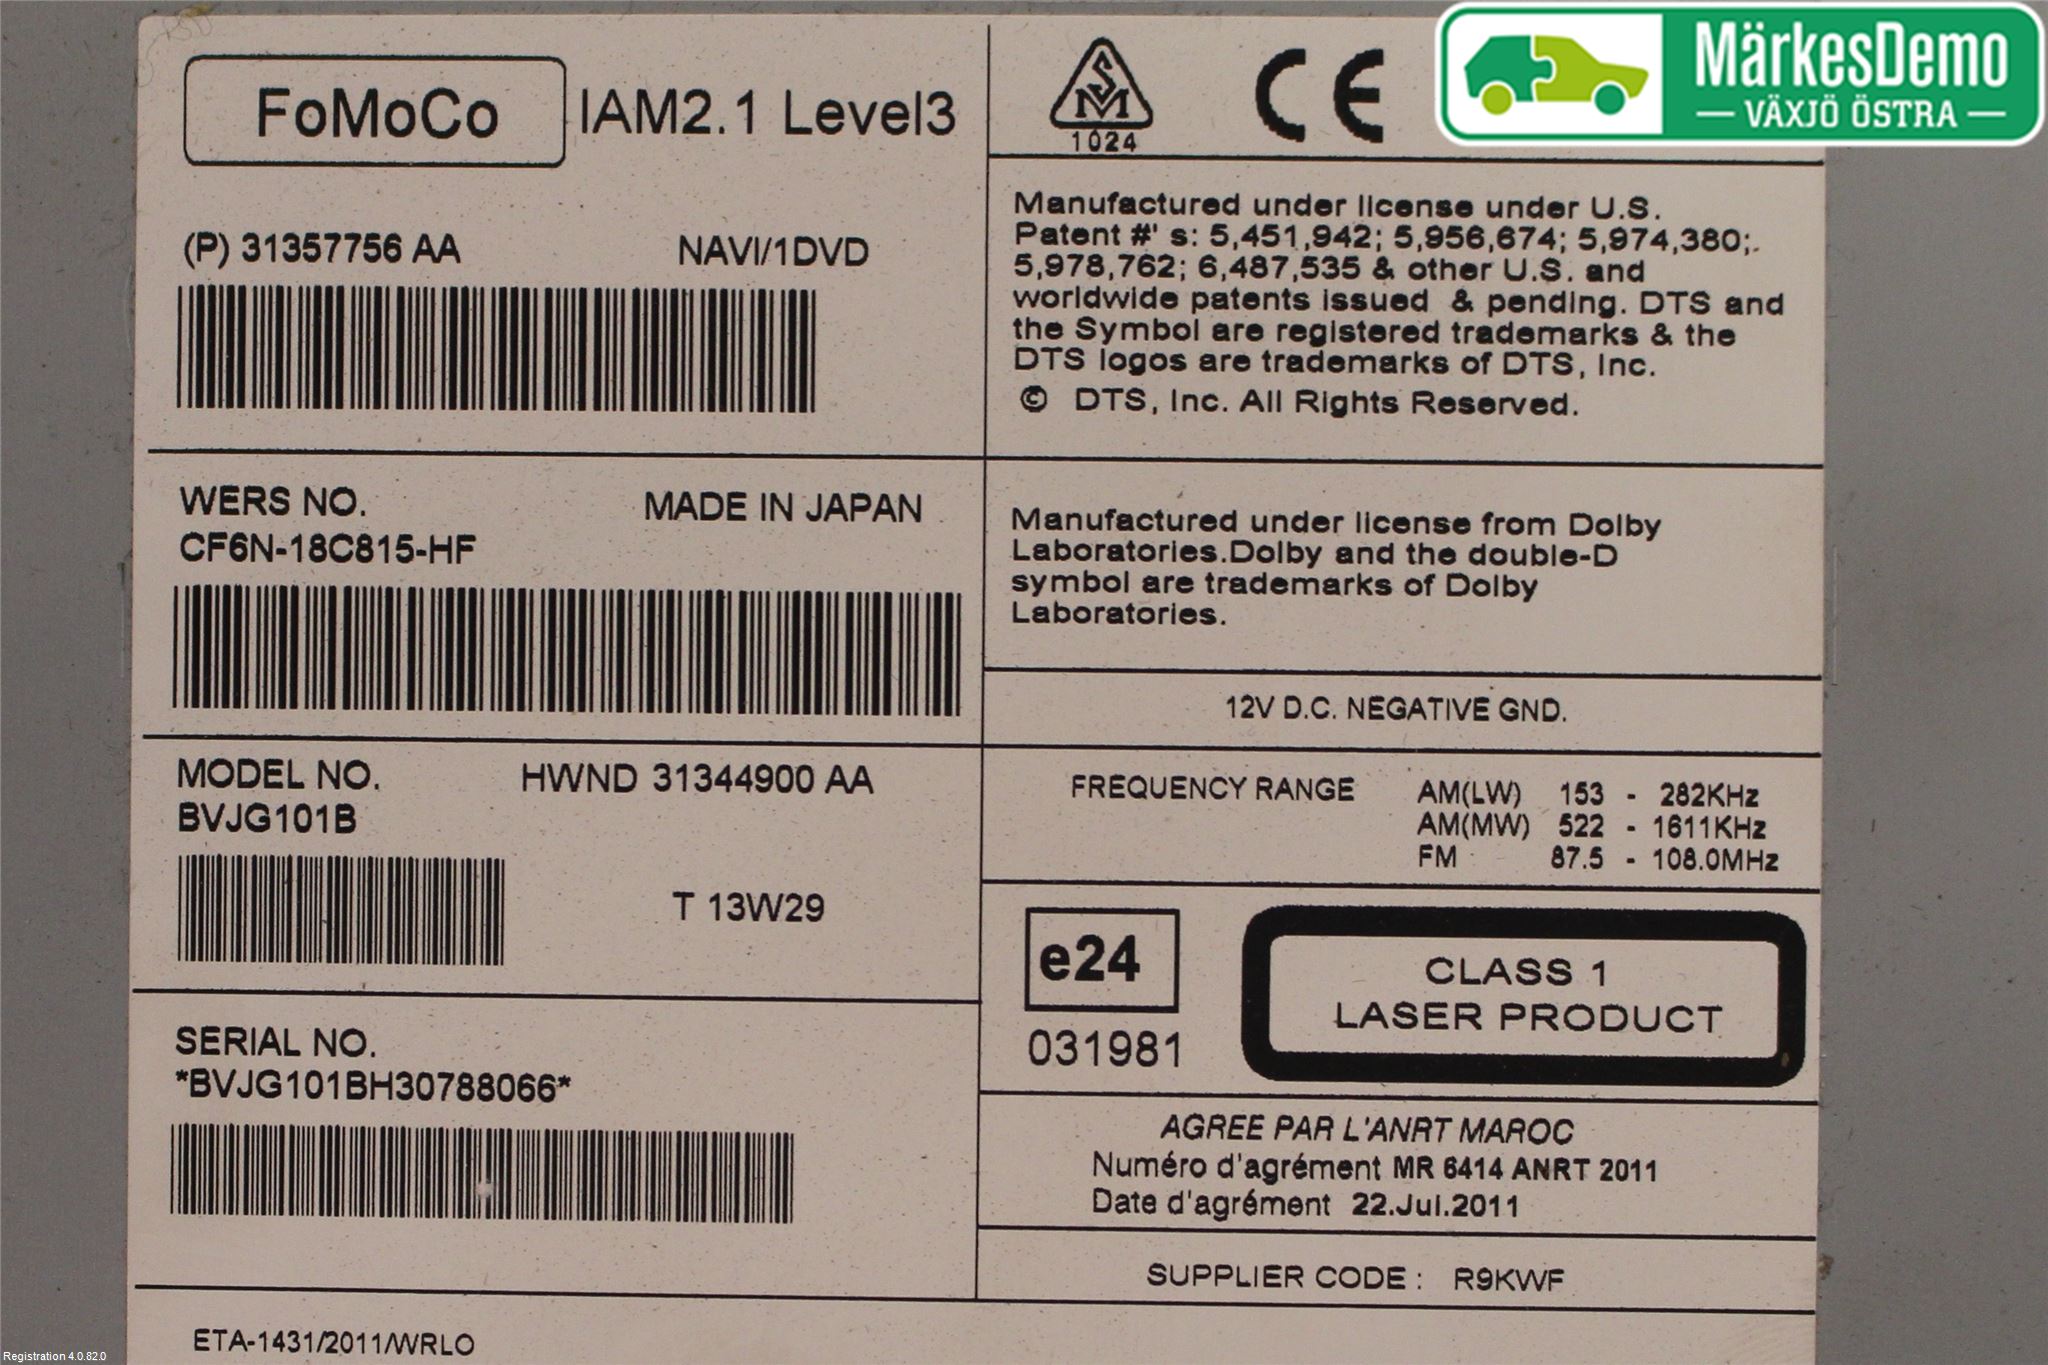 FoMoCo IAM2.1 Level3
(P) 31357756 AA NAVI/1DVD
WERS NO. MADE IN JAPAN
CF6N-18C815-HF
MODEL NO. HWND 31344900 AA
BVJG101B
T 13W29
SERIAL NO.
*BVJG101BH30788066*
ETA-1431/2011/WRLO
SM
1024
CE
MärkesDemo
VÄXJÖ ÖSTRA
Manufactured under license under U.S.
Patent #' s: 5,451,942; 5,956,674; 5,974,380;
5,978,762; 6,487,535 & other U.S. and
worldwide patents issued & pending. DTS and
the Symbol are registered trademarks & the
DTS logos are trademarks of DTS, Inc.
© DTS, Inc. All Rights Reserved.
Manufactured under license from Dolby
Laboratories.Dolby and the double-D
symbol are trademarks of Dolby
Laboratories.
12V D.C. NEGATIVE GND.
FREQUENCY RANGE AM(LW) 153 - 282KHz
AM(MW) 522 - 1611KHz
FM 87.5 - 108.0MHz
e24
031981
CLASS 1
LASER PRODUCT
AGREE PAR L'ANRT MAROC
Numéro d'agrément MR 6414 ANRT 2011
Date d'agrément 22.Jul.2011
SUPPLIER CODE : R9KWF
Registration 4.0.82.0